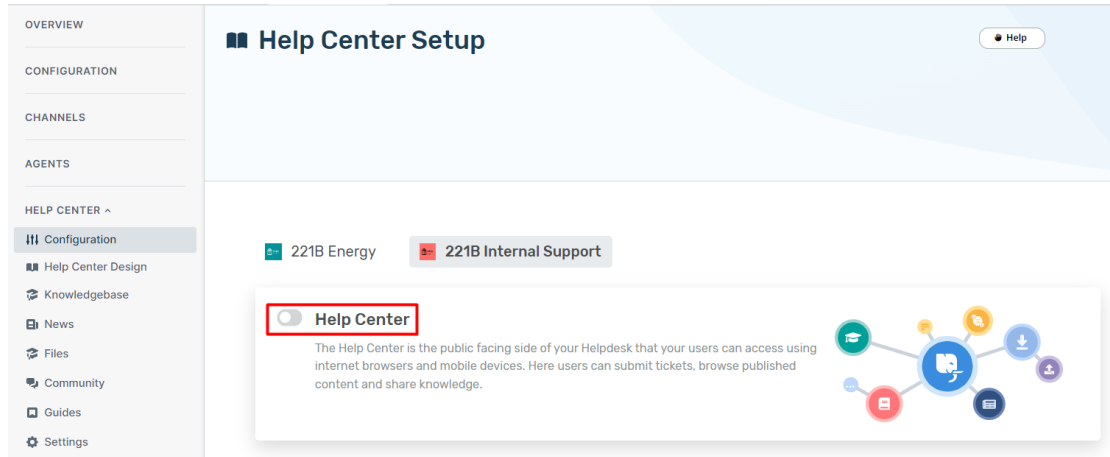 OVERVIEW
CONFIGURATION
CHANNELS
AGENTS
HELP CENTER
Configuration
Help Center Design
Knowledgebase
News
Files
Community
Guides
Settings
Help Center Setup
Help
221B Energy
221B Internal Support
Help Center
The Help Center is the public facing side of your Helpdesk that your users can access using
internet browsers and mobile devices. Here users can submit tickets, browse published
content and share knowledge.